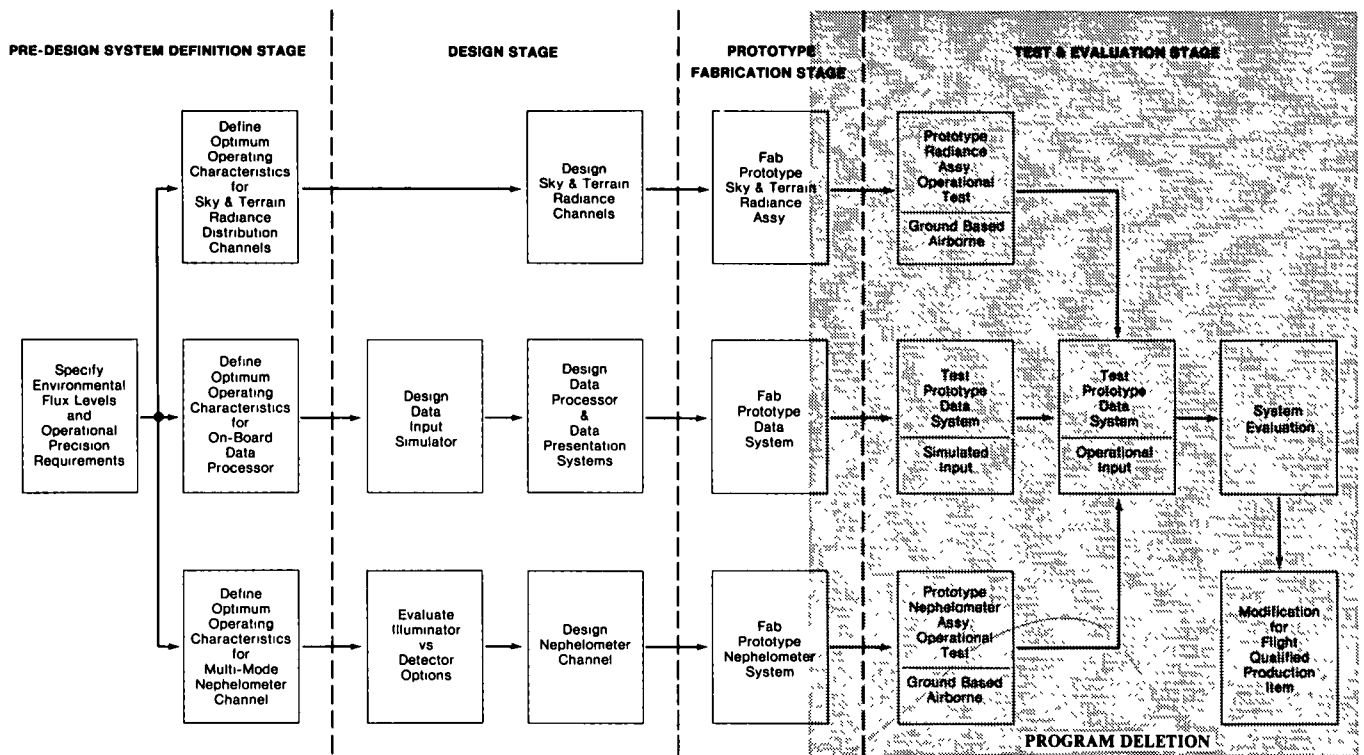 PRE-DESIGN SYSTEM DEFINITION STAGE
DESIGN STAGE
PROTOTYPE
FABRICATION STAGE
TEST & EVALUATION STAGE
Define
Optimum
Operating
Characteristics
for
Sky & Terrain
Radiance
Distribution
Channels
Design
Sky & Terrain
Radiance
Channels
Fab
Prototype
Sky & Terrain
Radiance
Assy
Prototype
Radiance
Assy
Operational
Test
Ground Based
Airborne
Specify
Environmental
Flux Levels
and
Operational
Precision
Requirements
Define
Optimum
Operating
Characteristics
for
On-Board
Data
Processor
Design
Data
Input
Simulator
Design
Data
Processor
&
Data
Presentation
Systems
Fab
Prototype
Data
System
Test
Prototype
Data
System
Simulated
Input
Test
Prototype
Data
System
Operational
Input
System
Evaluation
Define
Optimum
Operating
Characteristics
for
Multi-Mode
Nephelometer
Channel
Evaluate
Illuminator
vs
Detector
Options
Design
Nephelometer
Channel
Fab
Prototype
Nephelometer
System
Prototype
Nephelometer
Assy
Operational
Test
Ground Based
Airborne
Modification
for
Flight
Qualified
Production
Item
PROGRAM DELETION